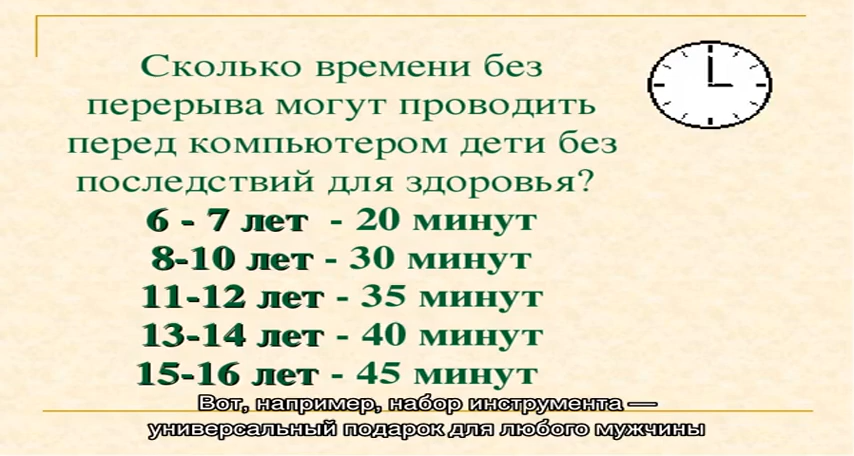 Сколько времени без
перерыва могут проводить
перед компьютером дети без
последствий для здоровья?
6 - 7 лет - 20 минут
8-10 лет - 30 минут
11-12 лет - 35 минут
13-14 лет - 40 минут
15-16 лет - 45 минут
Вот, например, набор инструмента —
универсальный подарок для любого мужчины